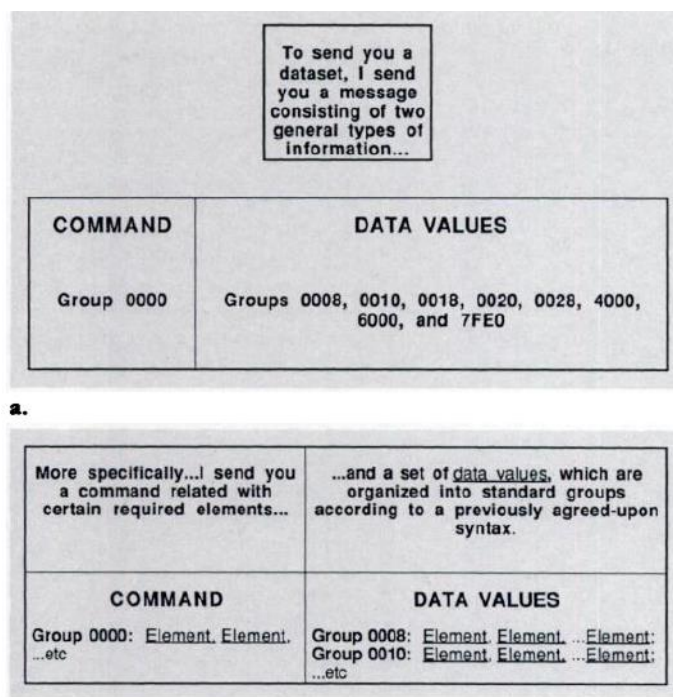 To send you a
dataset, I send
you a message
consisting of two
general types of
information...
COMMAND
DATA VALUES
Group 0000
Groups 0008, 0010, 0018, 0020, 0028, 4000,
6000, and 7FE0
a.
More specifically...I send you
a command related with
certain required elements...
...and a set of data values, which are
organized into standard groups
according to a previously agreed-upon
syntax.
COMMAND
DATA VALUES
Group 0000: Element, Element,
...etc
Group 0008: Element, Element, ...Element;
Group 0010: Element, Element, ...Element;
...etc